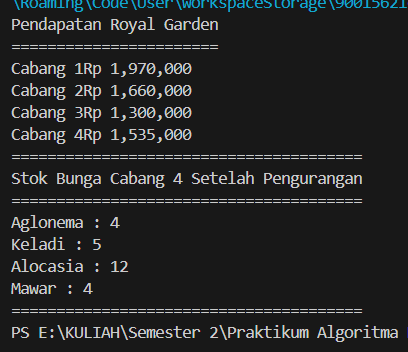 \Roaming\Code\User\workspaceStorage\90015621
Pendapatan Royal Garden
=======================
Cabang 1Rp 1,970,000
Cabang 2Rp 1,660,000
Cabang 3Rp 1,300,000
Cabang 4Rp 1,535,000
=======================================
Stok Bunga Cabang 4 Setelah Pengurangan
=======================================
Aglonema : 4
Keladi : 5
Alocasia : 12
Mawar : 4
=======================================
PS E:\KULIAH\Semester 2\Praktikum Algoritma